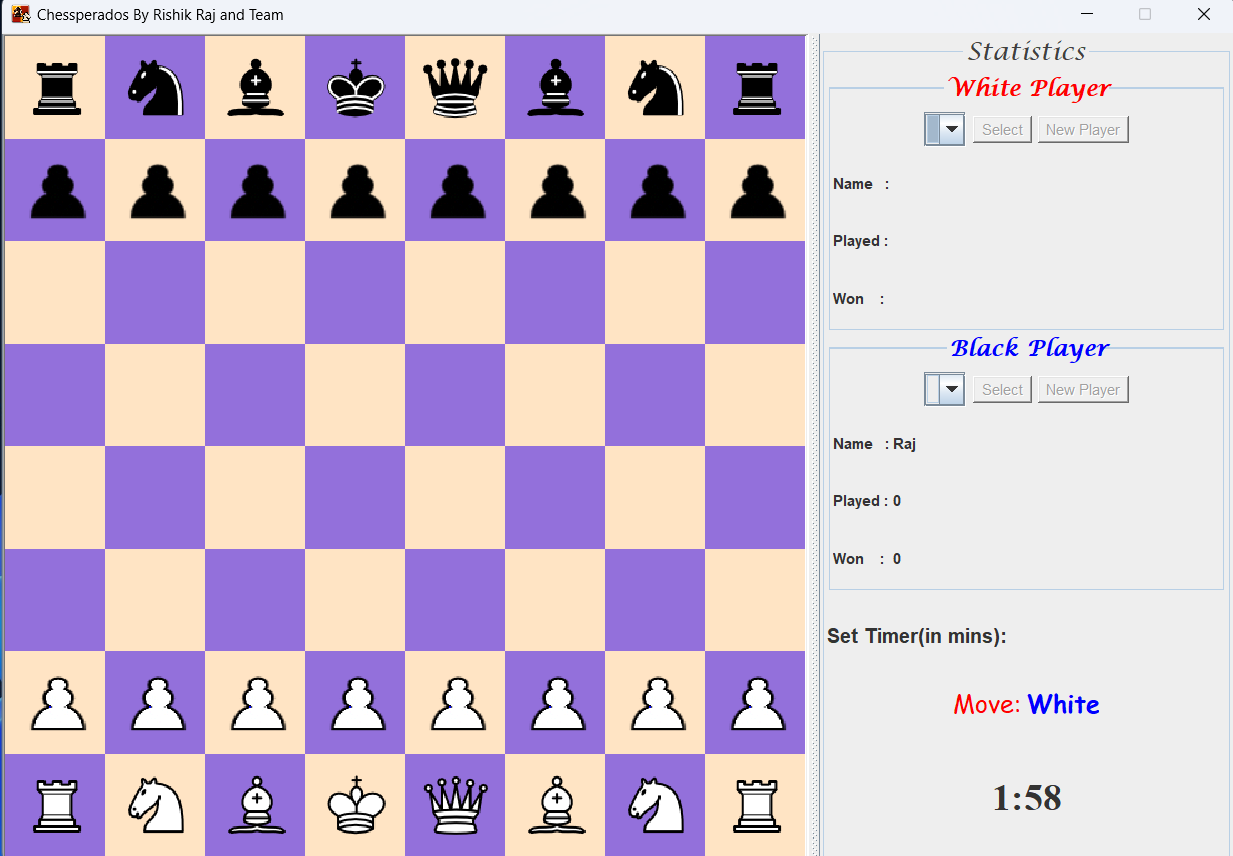 Chessperados By Rishik Raj and Team
Statistics
White Player
Select New Player
Name :
Played :
Won :
Black Player
Select New Player
Name : Raj
Played : 0
Won : 0
Set Timer(in mins):
Move: White
1:58